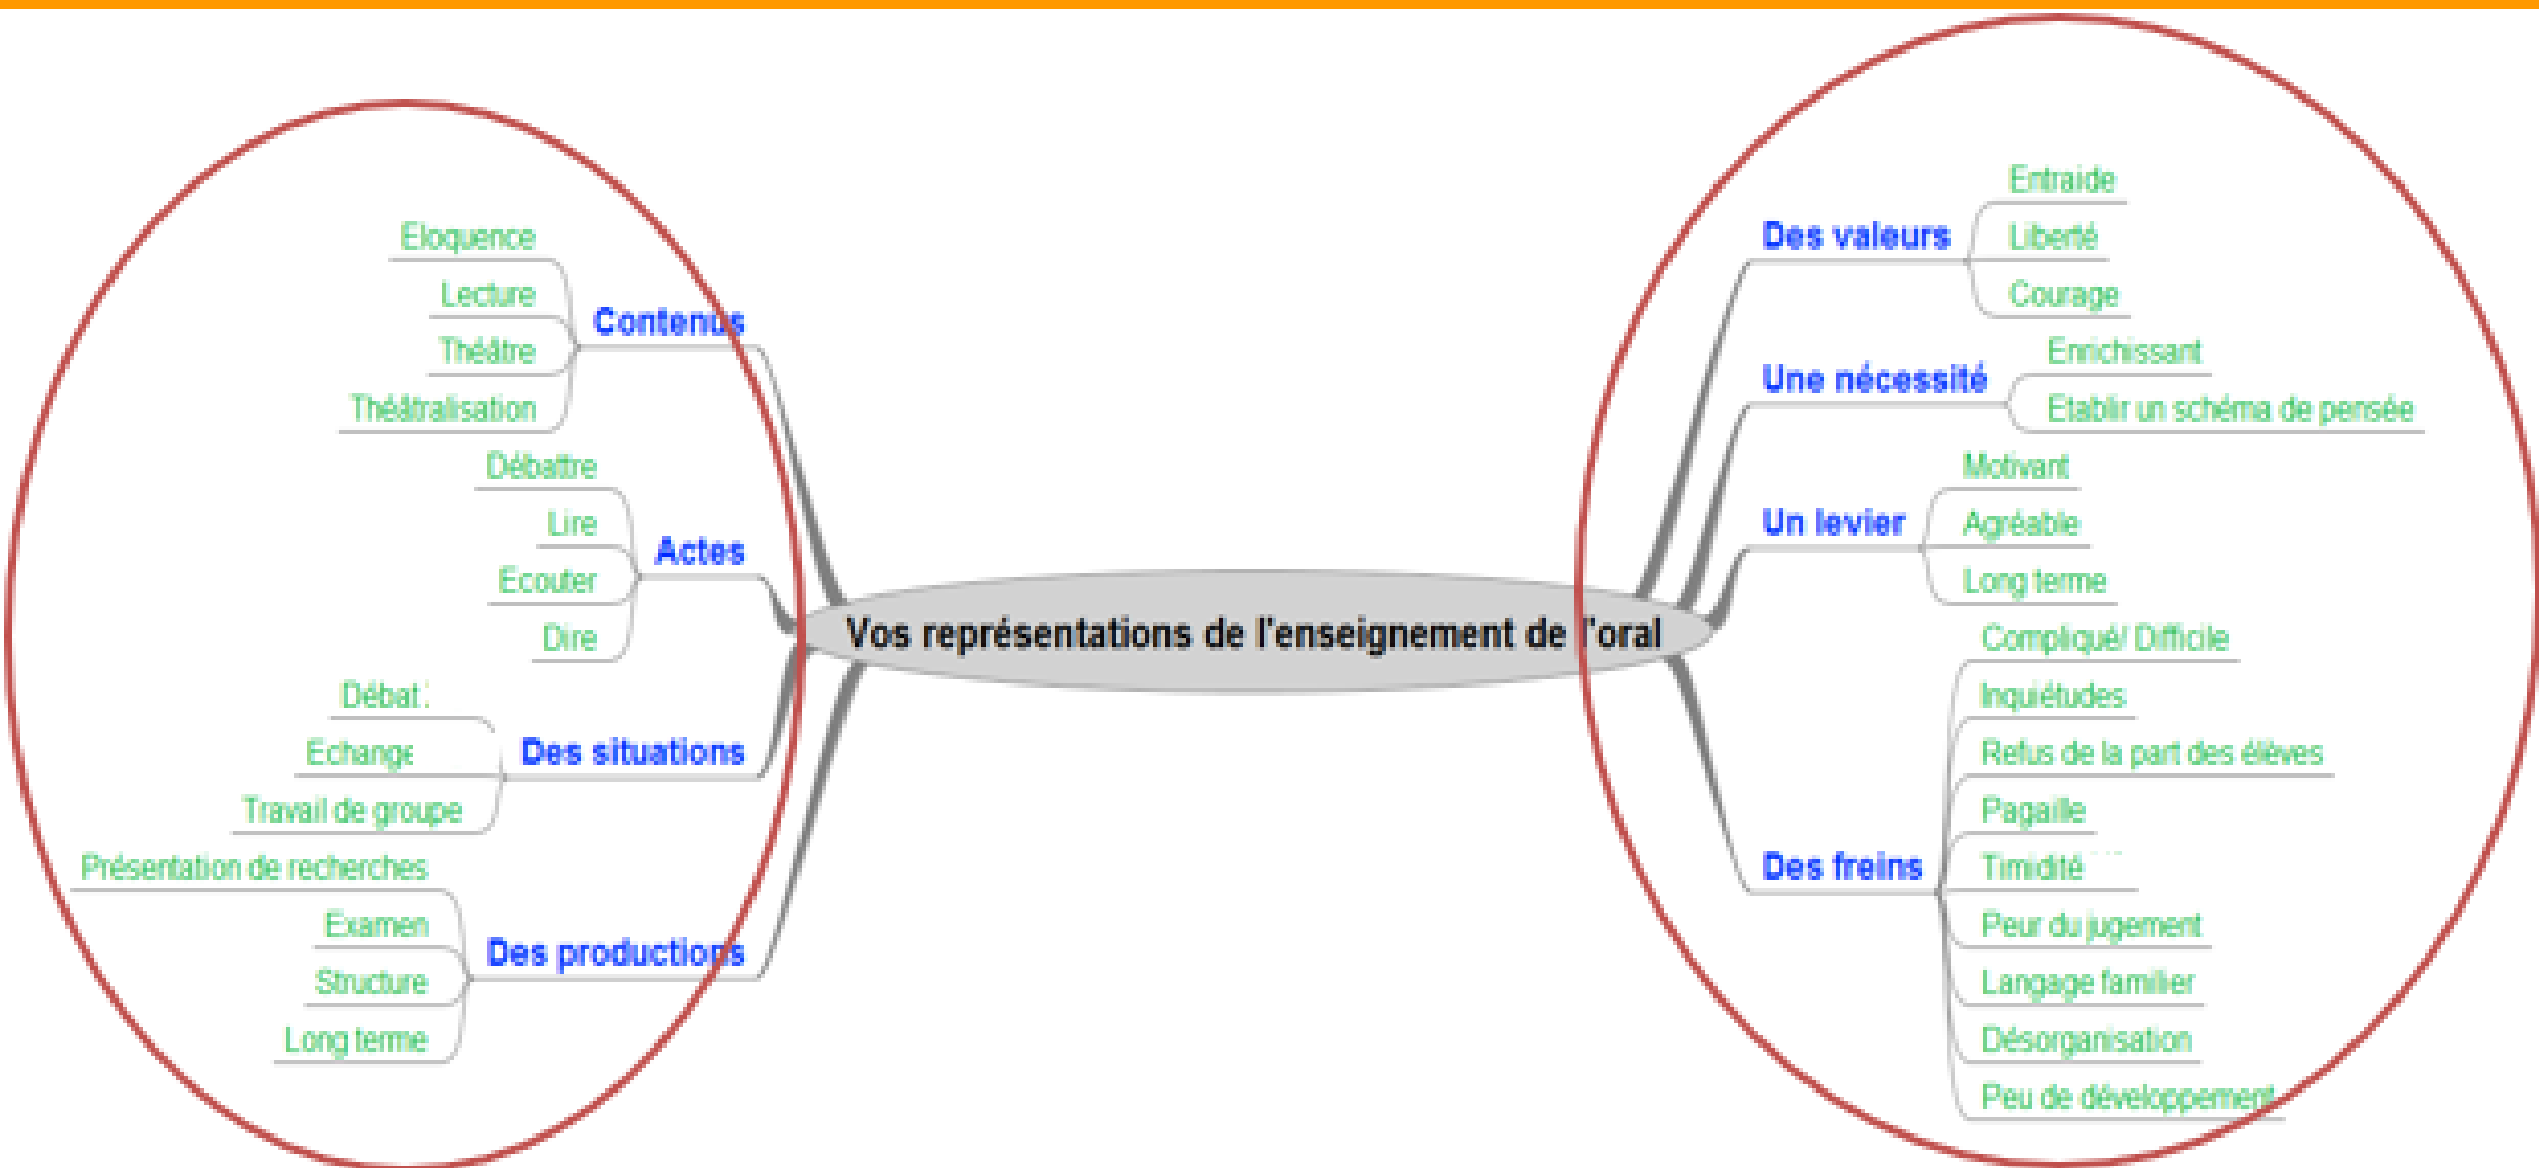 Vos représentations de l'enseignement de l'oral
Contenus
Eloquence
Lecture
Théâtre
Théâtralisation
Actes
Débattre
Lire
Ecouter
Dire
Des situations
Débat
Echange
Travail de groupe
Des productions
Présentation de recherches
Examen
Structure
Long terme
Des valeurs
Entraide
Liberté
Courage
Une nécessité
Enrichissant
Etablir un schéma de pensée
Un levier
Motivant
Agréable
Long terme
Des freins
Compliqué/ Difficile
Inquiétudes
Refus de la part des élèves
Pagaille
Timidité
Peur du jugement
Langage familier
Désorganisation
Peu de développement